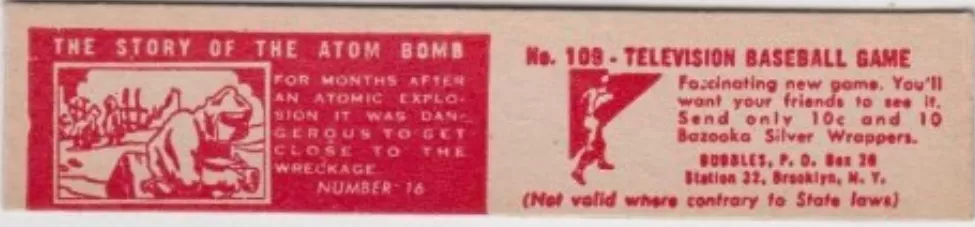 THE STORY OF THE ATOM BOMB
FOR MONTHS AFTER
AN ATOMIC EXPLO-
SION IT WAS DAN-
GEROUS TO GET
CLOSE TO THE
WRECKAGE
NUMBER 16
No. 109 - TELEVISION BASEBALL GAME
Fascinating new game. You'll
want your friends to see it.
Send only 10c and 10
Bazooka Silver Wrappers.
BUBBLES, P. O. Box 20
Station 32, Brooklyn, N. Y.
(Not valid where contrary to State laws)